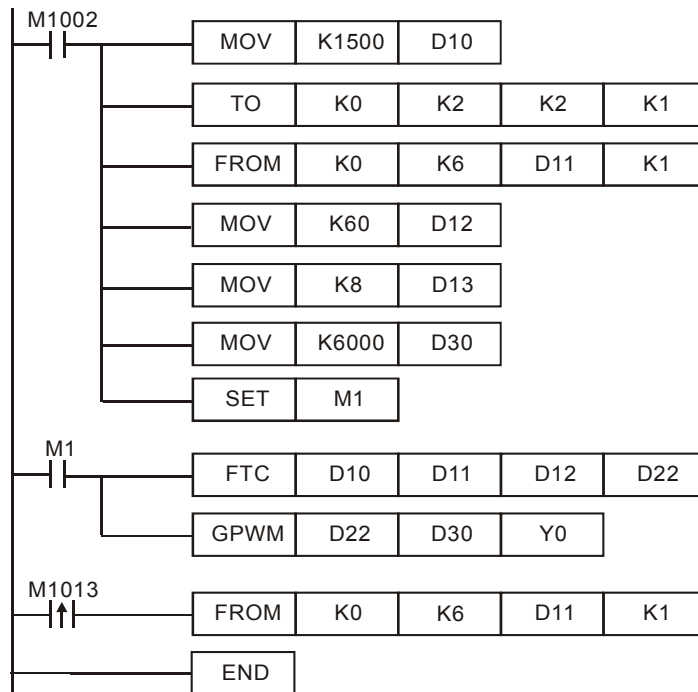 M1002
MOV K1500 D10
TO K0 K2 K2 K1
FROM K0 K6 D11 K1
MOV K60 D12
MOV K8 D13
MOV K6000 D30
SET M1
M1
FTC D10 D11 D12 D22
GPWM D22 D30 Y0
M1013
FROM K0 K6 D11 K1
END